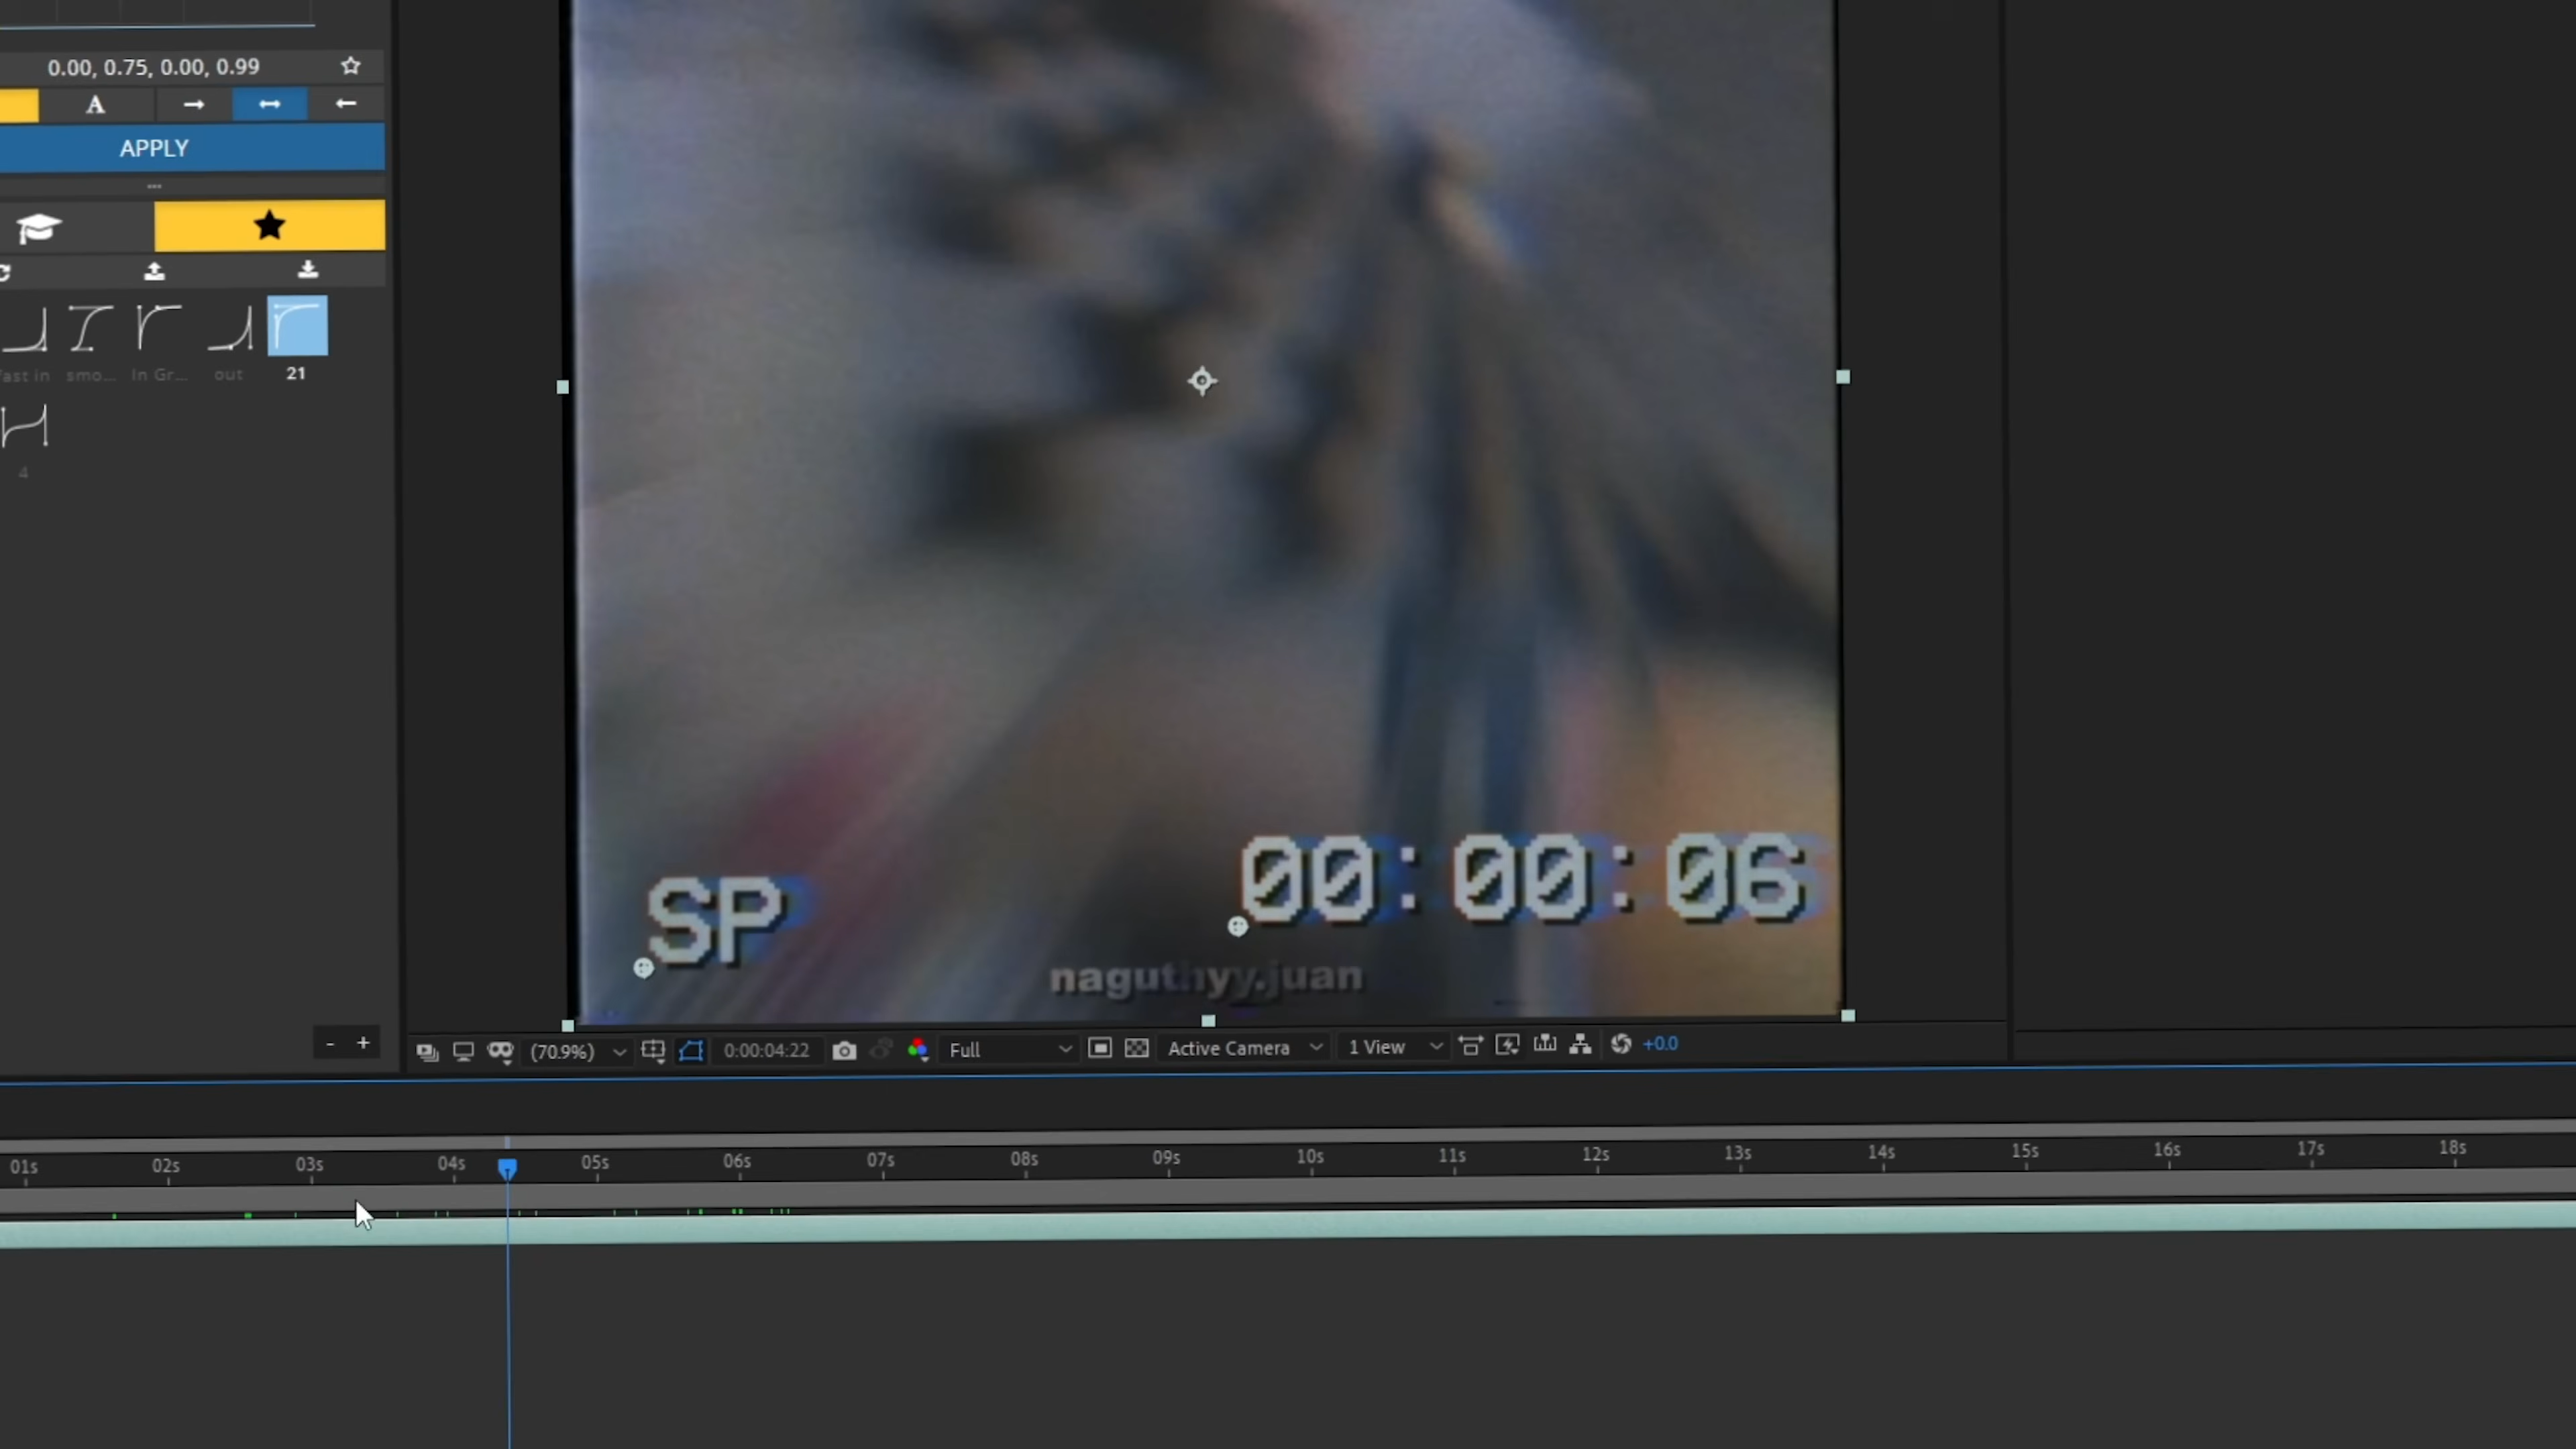 0.00, 0.75, 0.00, 0.99
A
APPLY
...
fast in smo... In Gr... out 21
4
SP
00:00:06
naguthyy.juan
- +
(70.9%) 0:00:04:22 Full Active Camera 1 View +0.0
01s 02s 03s 04s 05s 06s 07s 08s 09s 10s 11s 12s 13s 14s 15s 16s 17s 18s